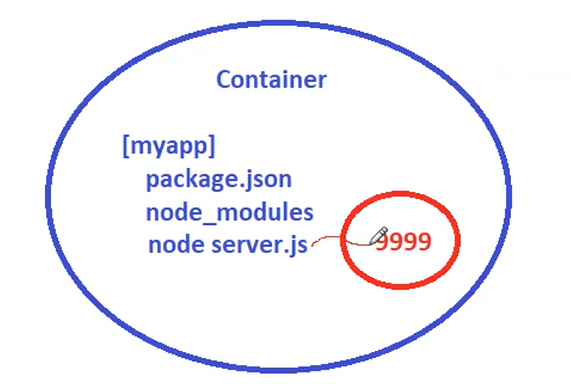 Container
[myapp]
package.json
node_modules
node server.js 9999